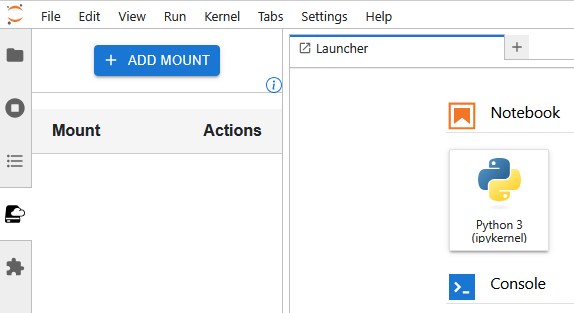 File Edit View Run Kernel Tabs Settings Help
+ ADD MOUNT
Mount Actions
Launcher +
Notebook
Python 3
(ipykernel)
Console